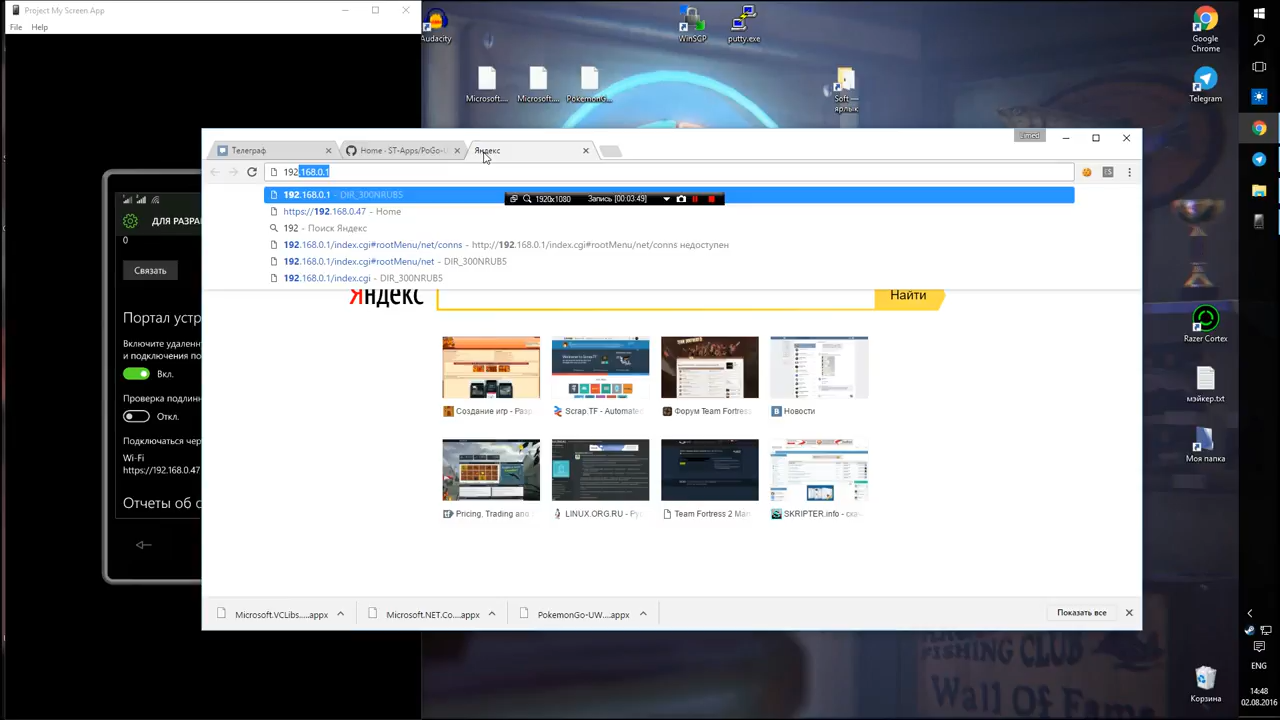 Project My Screen App
File Help
0
ДЛЯ РАЗРА
Связать
Портал устр
Включите удаленн
и подключения по
Вкл.
Проверка подлин
Откл.
Подключаться чер
Wi-Fi
https://192.168.0.47
Отчеты об с
Audacity
WinSCP
putty.exe
Microsoft....
Microsoft....
PokemonG...
Soft —
ярлык
Google
Chrome
Telegram
Телеграф
Home · ST-Apps/PoGo-U
Яндекс
192.168.0.1
192.168.0.1 – DIR_300NRUB5
1920x1080 Запись [00:03:49]
https://192.168.0.47 – Home
192 – Поиск Яндекс
192.168.0.1/index.cgi#rootMenu/net/conns – http://192.168.0.1/index.cgi#rootMenu/net/conns недоступен
192.168.0.1/index.cgi#rootMenu/net – DIR_300NRUB5
192.168.0.1/index.cgi – DIR_300NRUB5
Яндекс
Найти
Создание игр - Разр
Scrap.TF - Automate
Форум Team Fortress
Новости
Pricing, Trading and
LINUX.ORG.RU - Ру
Team Fortress 2 Man
SKRIPTER.info - ска
Microsoft.VCLibs.....appx
Microsoft.NET.Co....appx
PokemonGo-UW....appx
Показать все
Razer Cortex
мэйкер.txt
Моя папка
Корзина
ENG
14:48
02.08.2016